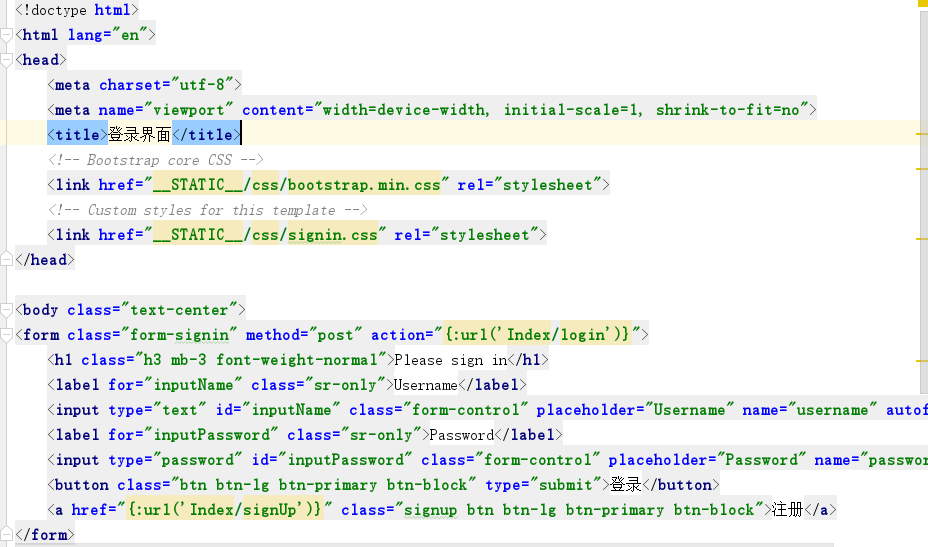 <!doctype html>
<html lang="en">
<head>
    <meta charset="utf-8">
    <meta name="viewport" content="width=device-width, initial-scale=1, shrink-to-fit=no">
    <title>登录界面</title>
    <!-- Bootstrap core CSS -->
    <link href="__STATIC__/css/bootstrap.min.css" rel="stylesheet">
    <!-- Custom styles for this template -->
    <link href="__STATIC__/css/signin.css" rel="stylesheet">
</head>

<body class="text-center">
<form class="form-signin" method="post" action="{:url('Index/login')}">
    <h1 class="h3 mb-3 font-weight-normal">Please sign in</h1>
    <label for="inputName" class="sr-only">Username</label>
    <input type="text" id="inputName" class="form-control" placeholder="Username" name="username" autof
    <label for="inputPassword" class="sr-only">Password</label>
    <input type="password" id="inputPassword" class="form-control" placeholder="Password" name="passwor
    <button class="btn btn-lg btn-primary btn-block" type="submit">登录</button>
    <a href="{:url('Index/signUp')}" class="signup btn btn-lg btn-primary btn-block">注册</a>
</form>